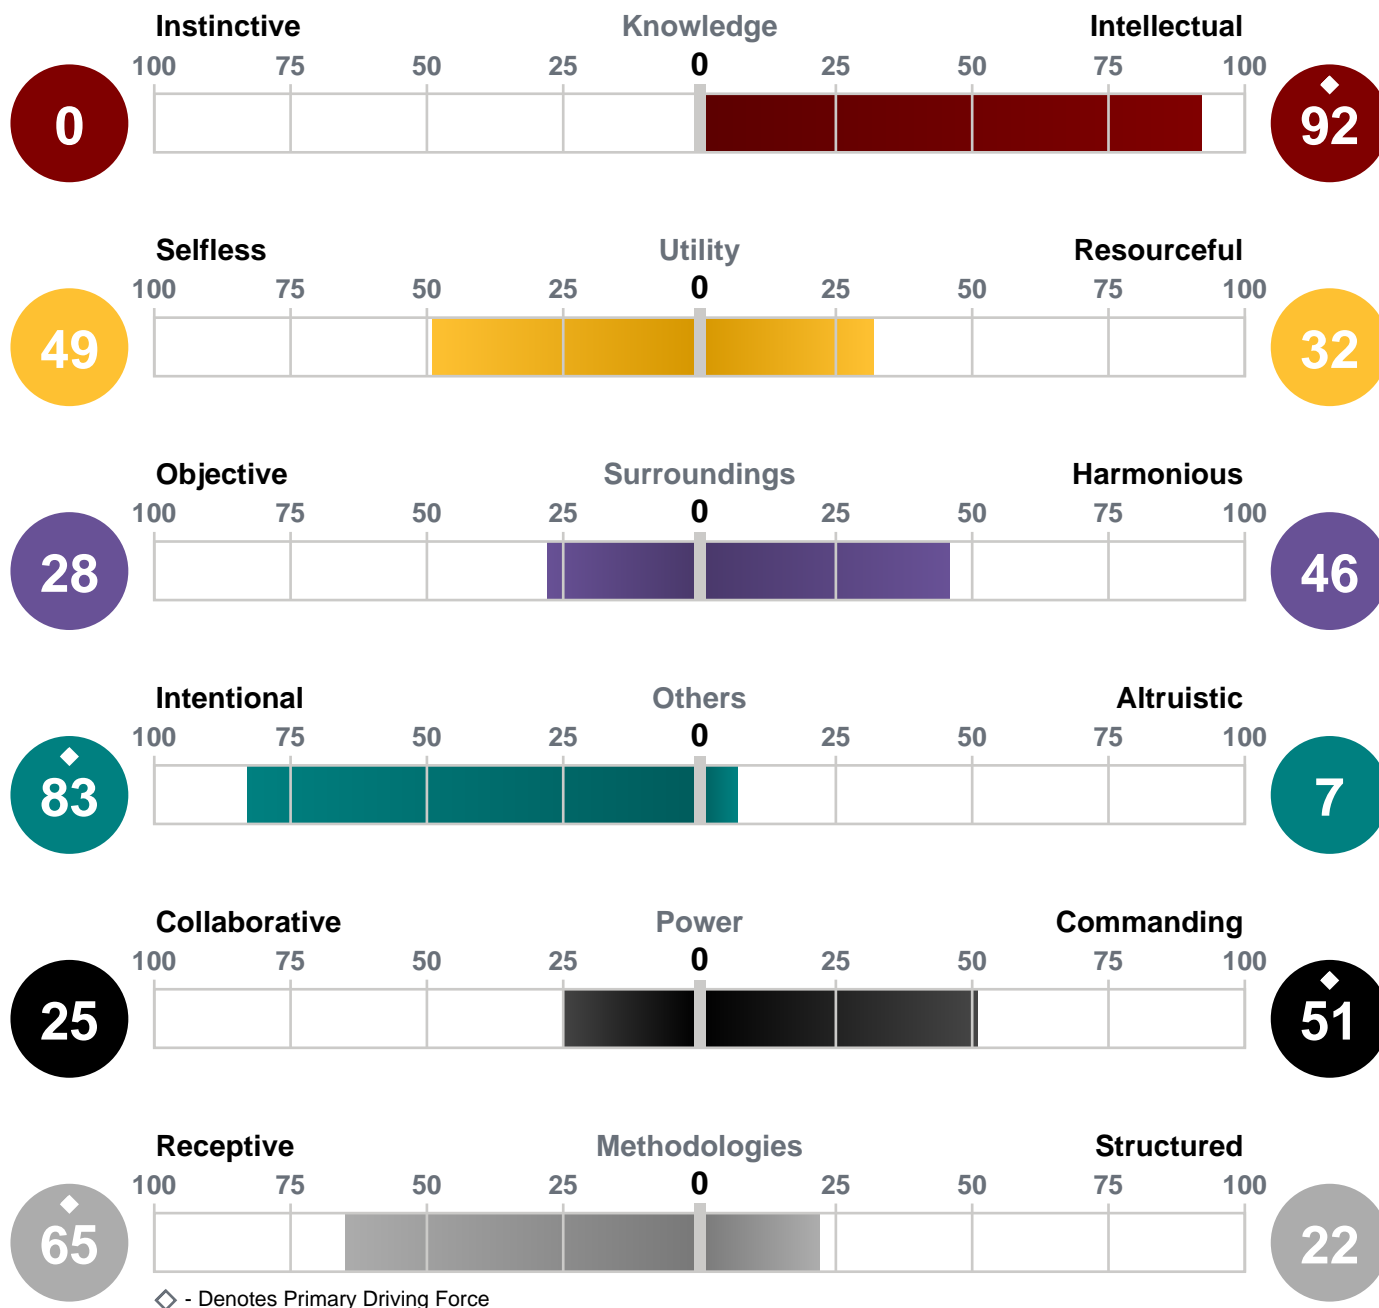 Instinctive Knowledge Intellectual
100 75 50 25 0 25 50 75 100
0 92
Selfless Utility Resourceful
100 75 50 25 0 25 50 75 100
49 32
Objective Surroundings Harmonious
100 75 50 25 0 25 50 75 100
28 46
Intentional Others Altruistic
100 75 50 25 0 25 50 75 100
83 7
Collaborative Power Commanding
100 75 50 25 0 25 50 75 100
25 51
Receptive Methodologies Structured
100 75 50 25 0 25 50 75 100
65 22
- Denotes Primary Driving Force